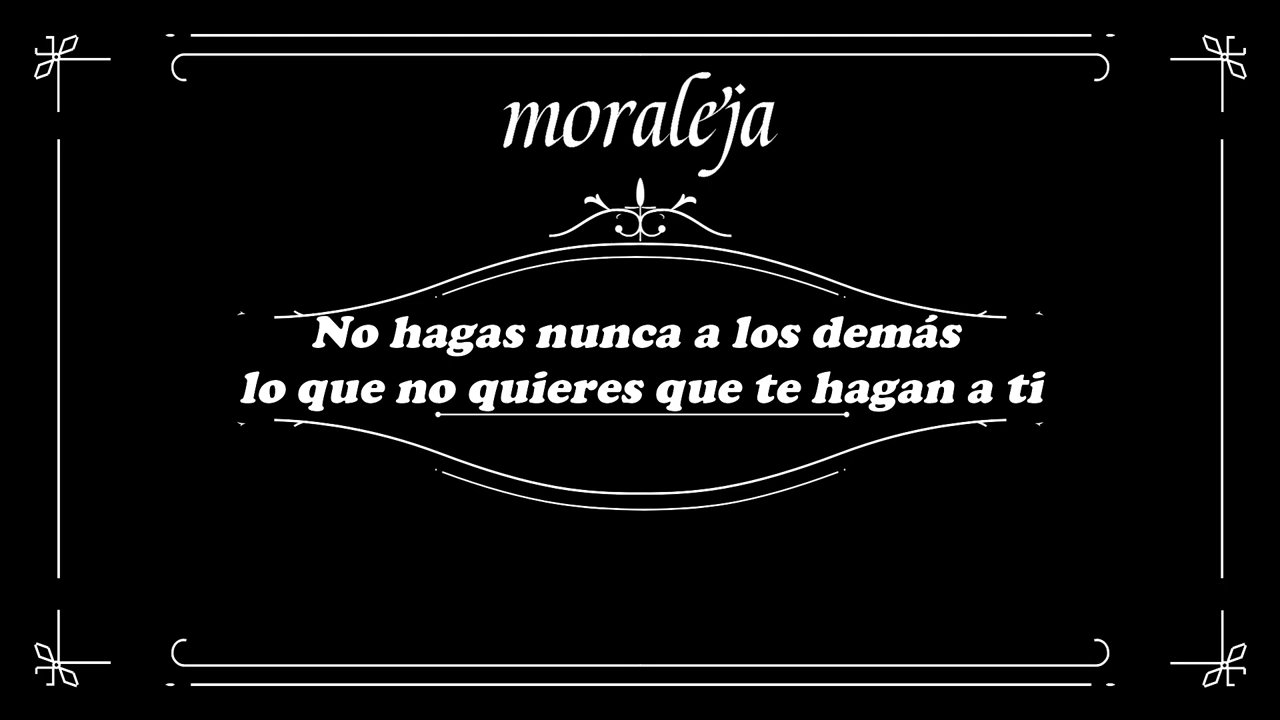 moraleja
No hagas nunca a los demás
lo que no quieres que te hagan a ti